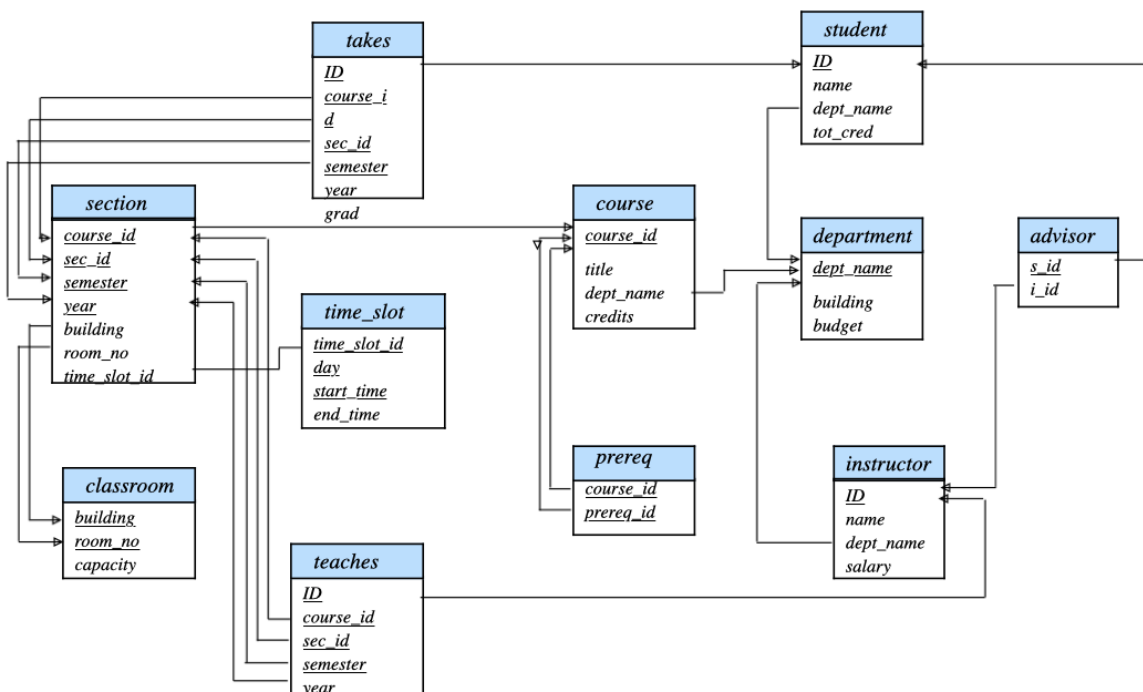 takes
ID
course_i
d
sec_id
semester
year
grad
student
ID
name
dept_name
tot_cred
section
course_id
sec_id
semester
year
building
room_no
time_slot_id
course
course_id
title
dept_name
credits
department
dept_name
building
budget
advisor
s_id
i_id
time_slot
time_slot_id
day
start_time
end_time
prereq
course_id
prereq_id
instructor
ID
name
dept_name
salary
classroom
building
room_no
capacity
teaches
ID
course_id
sec_id
semester
year